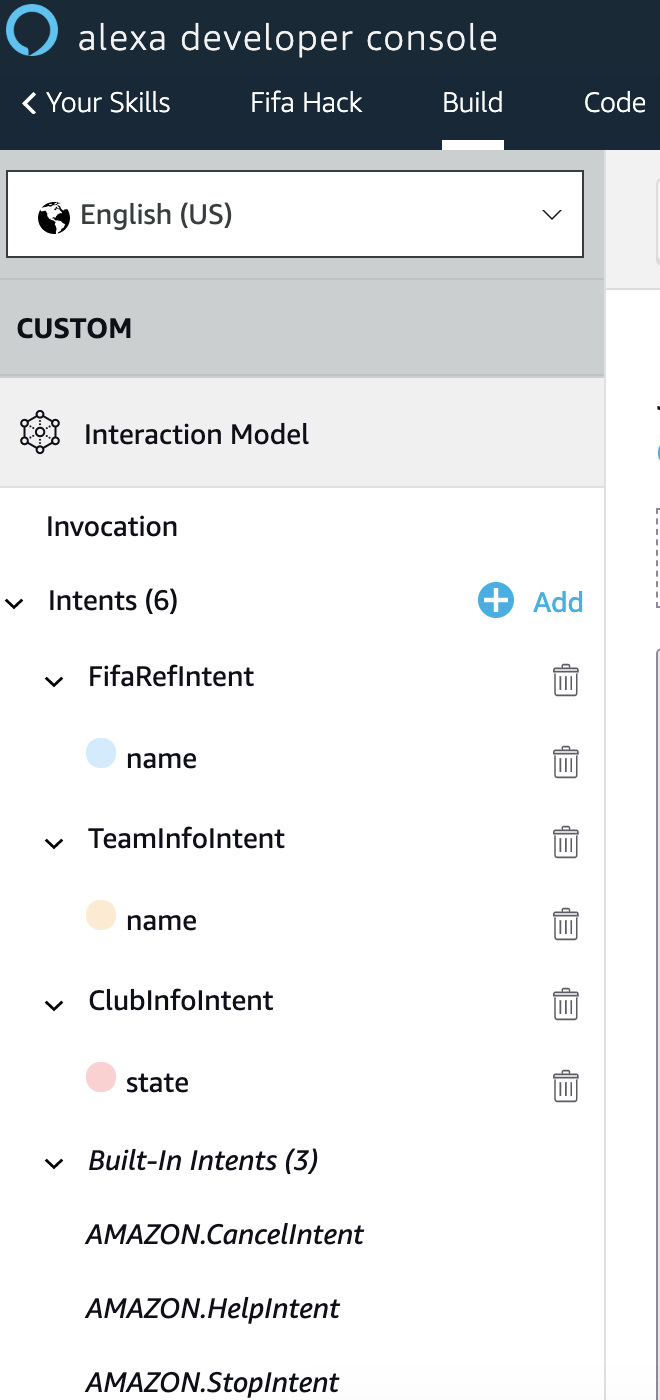 alexa developer console
Your Skills Fifa Hack Build Code
English (US)
CUSTOM
Interaction Model
Invocation
Intents (6) Add
FifaRefIntent
name
TeamInfoIntent
name
ClubInfoIntent
state
Built-In Intents (3)
AMAZON.CancelIntent
AMAZON.HelpIntent
AMAZON.StopIntent